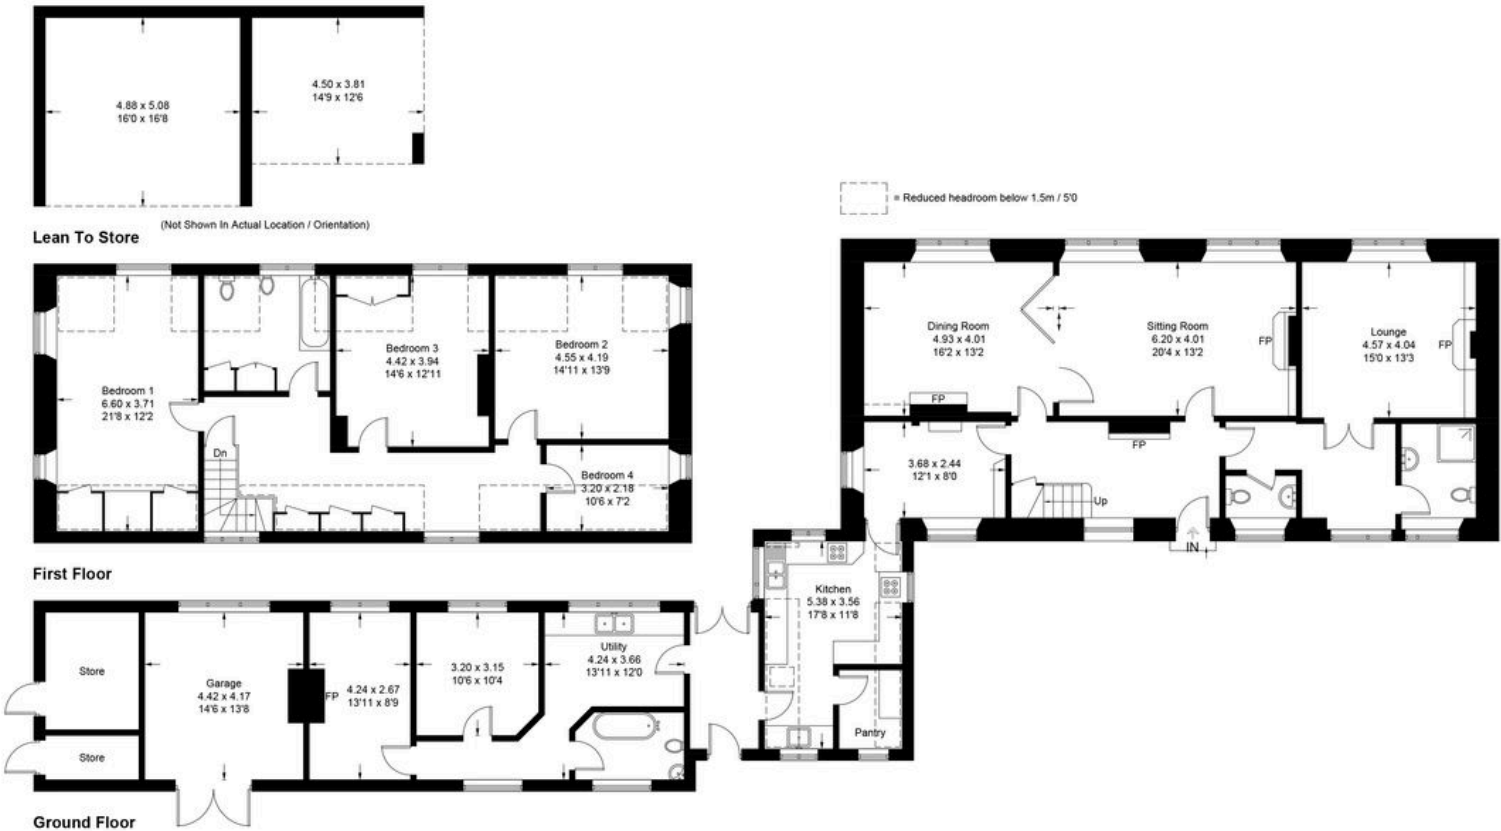 4.88 x 5.08
16'0 x 16'8
4.50 x 3.81
14'9 x 12'6
(Not Shown In Actual Location / Orientation)
Lean To Store
= Reduced headroom below 1.5m / 5'0
Bedroom 1
6.60 x 3.71
21'8 x 12'2
Bedroom 3
4.42 x 3.94
14'6 x 12'11
Bedroom 2
4.55 x 4.19
14'11 x 13'9
Bedroom 4
3.20 x 2.18
10'6 x 7'2
Dn
First Floor
Dining Room
4.93 x 4.01
16'2 x 13'2
FP
Sitting Room
6.20 x 4.01
20'4 x 13'2
FP
Lounge
4.57 x 4.04
15'0 x 13'3
FP
3.68 x 2.44
12'1 x 8'0
FP
Up
IN
Kitchen
5.38 x 3.56
17'8 x 11'8
Pantry
Store
Store
Garage
4.42 x 4.17
14'6 x 13'8
FP
4.24 x 2.67
13'11 x 8'9
3.20 x 3.15
10'6 x 10'4
Utility
4.24 x 3.66
13'11 x 12'0
Ground Floor